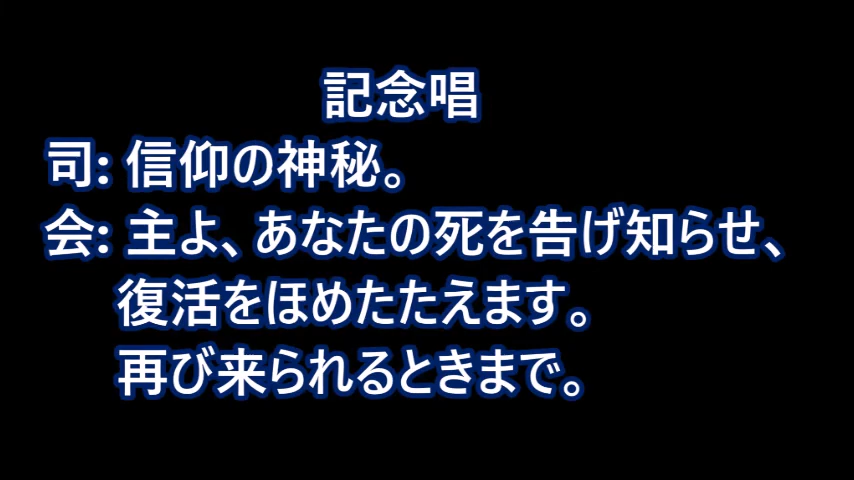 記念唱
司: 信仰の神秘。
会: 主よ、あなたの死を告げ知らせ、
復活をほめたたえます。
再び来られるときまで。